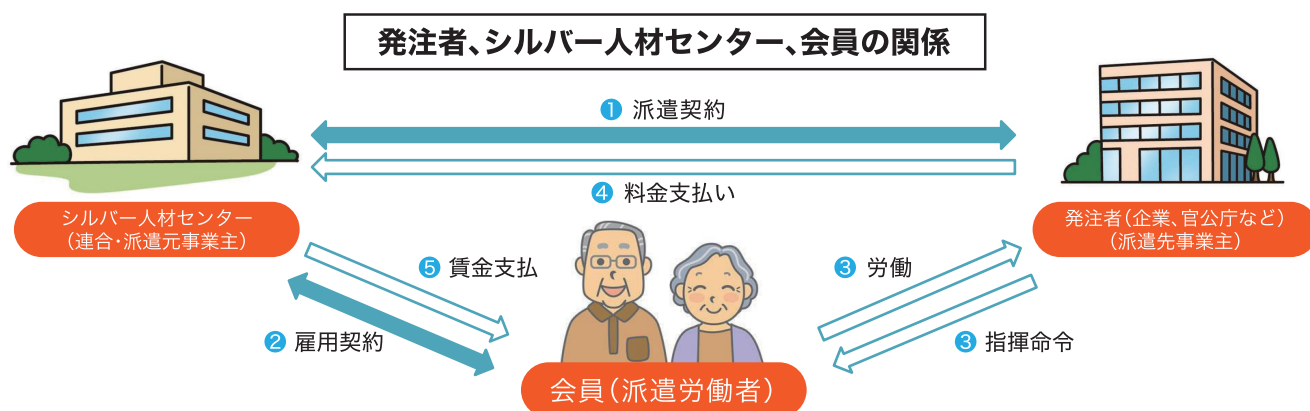 発注者、シルバー人材センター、会員の関係
❶ 派遣契約
❹ 料金支払い
シルバー人材センター
（連合・派遣元事業主）
発注者（企業、官公庁など）
（派遣先事業主）
❺ 賃金支払
❸ 労働
❷ 雇用契約
❸ 指揮命令
会員（派遣労働者）